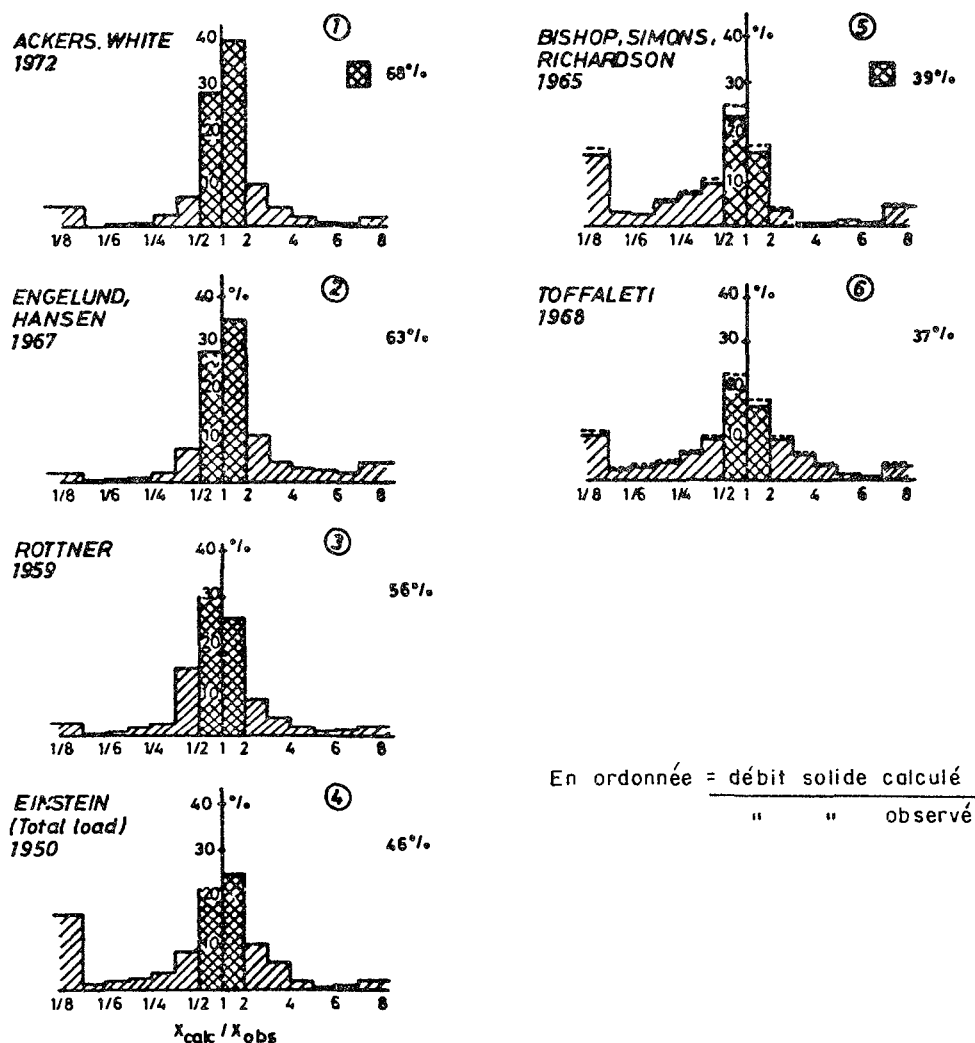 ACKERS. WHITE
1972
①
68%
40
30
20
10
1/8 1/6 1/4 1/2 1 2 4 6 8
ENGELUND,
HANSEN
1967
②
63%
40 %
30
20
10
1/8 1/6 1/4 1/2 1 2 4 6 8
ROTTNER
1959
③
56%
40 %
30
20
10
1/8 1/6 1/4 1/2 1 2 4 6 8
EINSTEIN
(Total load)
1950
④
46%
40 %
30
20
10
1/8 1/6 1/4 1/2 1 2 4 6 8
Xcalc / Xobs
BISHOP, SIMONS,
RICHARDSON
1965
⑤
39%
40 %
30
20
10
1/8 1/6 1/4 1/2 1 2 4 6 8
TOFFALETI
1968
⑥
37%
40 %
30
20
10
1/8 1/6 1/4 1/2 1 2 4 6 8
En ordonnée = débit solide calculé
" " observé